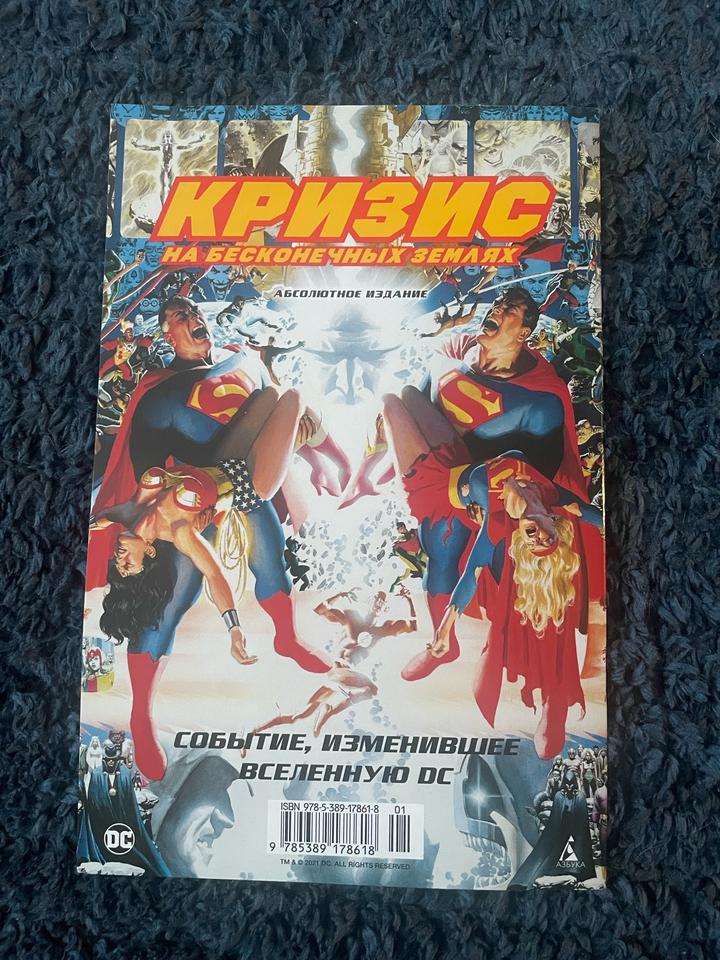 КРИЗИС
НА БЕСКОНЕЧНЫХ ЗЕМЛЯХ
АБСОЛЮТНОЕ ИЗДАНИЕ
СОБЫТИЕ, ИЗМЕНИВШЕЕ
ВСЕЛЕННУЮ DC
ISBN 978-5-389-17861-8 01
9 785389 178618
TM & © 2021 DC. ALL RIGHTS RESERVED
DC
АЗБУКА